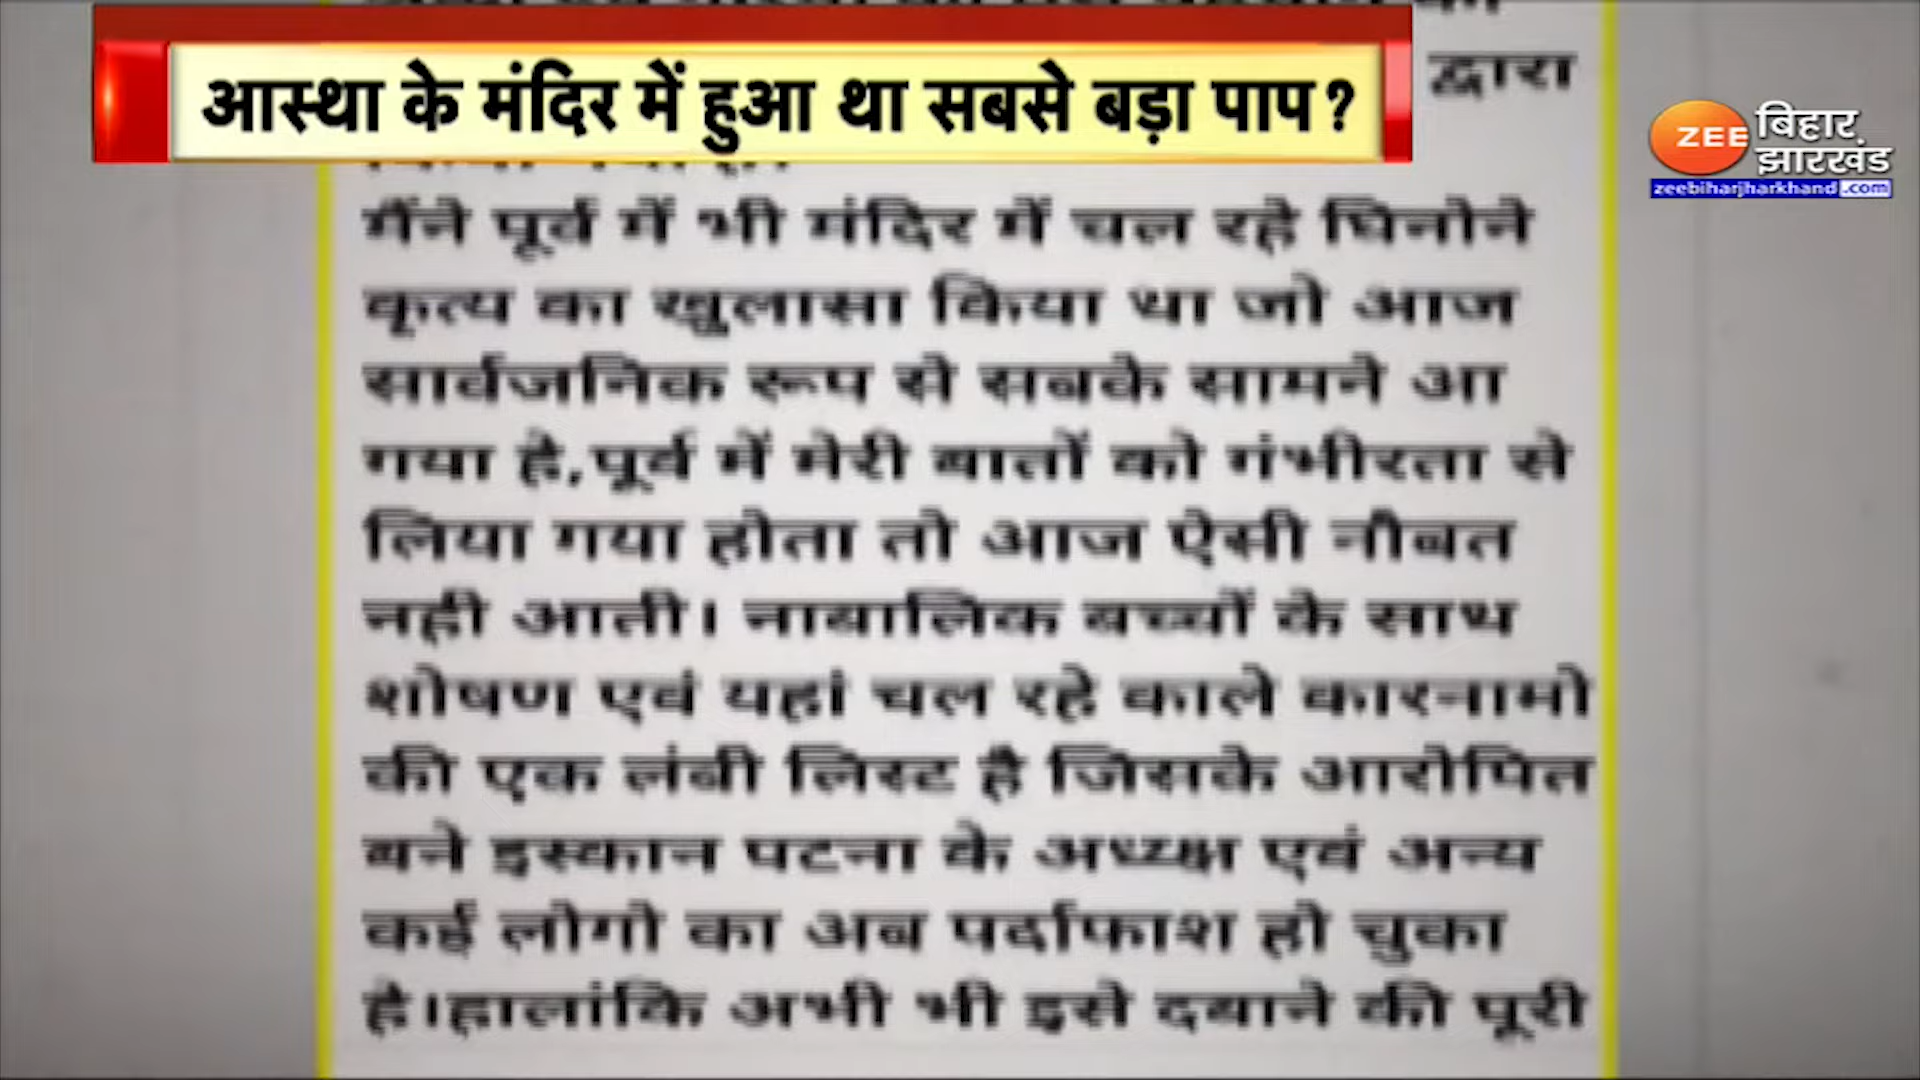 द्वारा
आस्था के मंदिर में हुआ था सबसे बड़ा पाप?
ZEE बिहार झारखंड
zeebiharjharkhand.com
मैंने पूर्व में भी मंदिर में चल रहे घिनोने
कृत्य का खुलासा किया था जो आज
सार्वजनिक रूप से सबके सामने आ
गया है,पूर्व में मेरी बातों को गंभीरता से
लिया गया होता तो आज ऐसी नौबत
नही आती। नाबालिक बच्चों के साथ
शोषण एवं यहां चल रहे काले कारनामो
की एक लंबी लिस्ट है जिसके आरोपित
बने इस्कान पटना के अध्यक्ष एवं अन्य
कई लोगो का अब पर्दाफाश हो चुका
है।हालांकि अभी भी इसे दबाने की पूरी